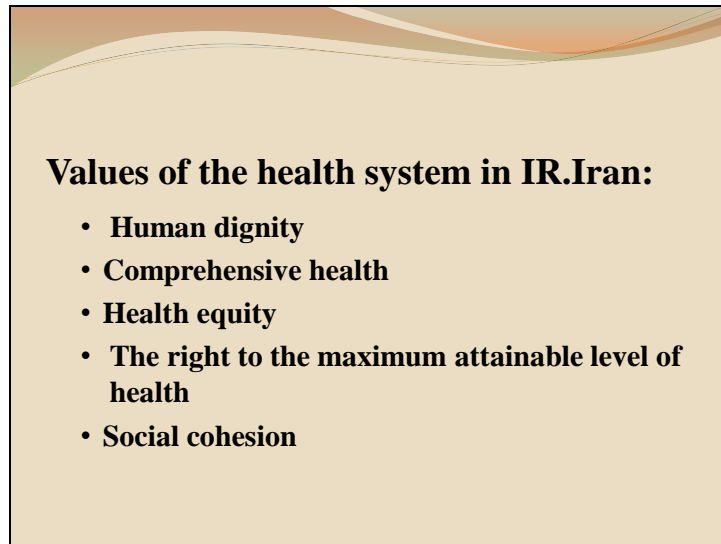 Values of the health system in IR.Iran:
• Human dignity
• Comprehensive health
• Health equity
• The right to the maximum attainable level of
health
• Social cohesion